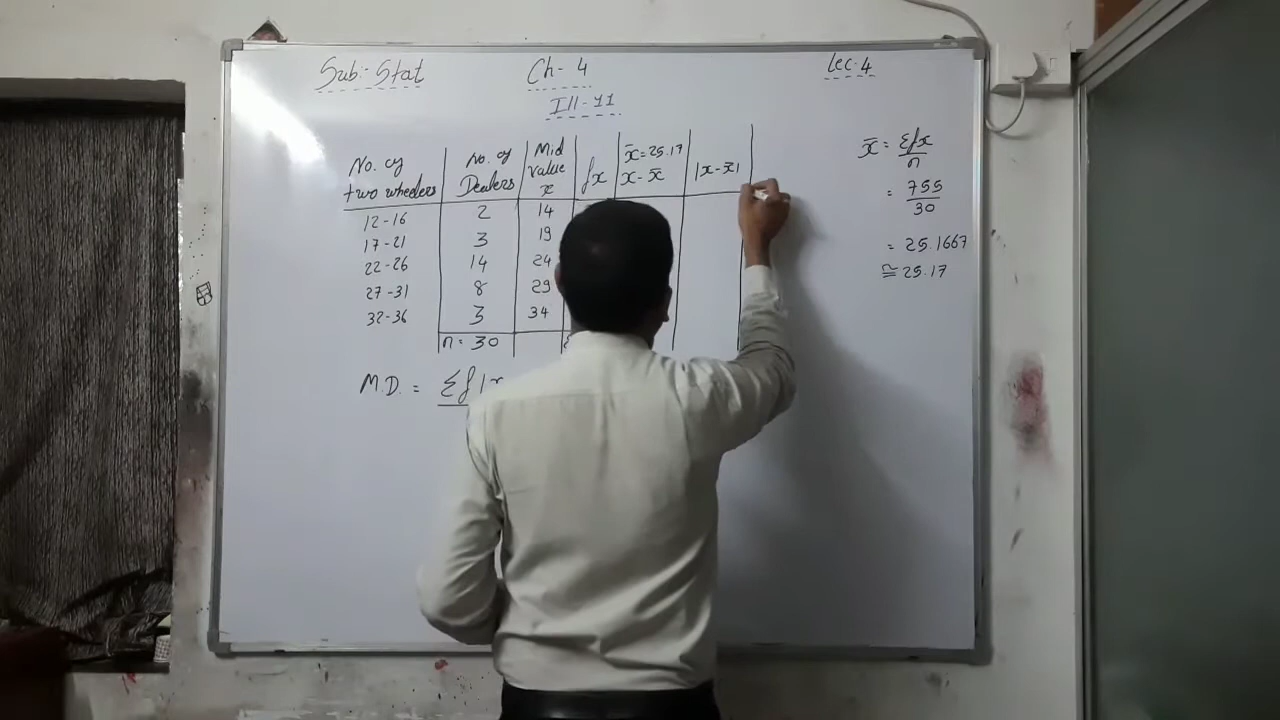 Sub:- Stat Ch- 4 Lec-4
Ill-11
No. of two wheelers No. of Dealers Mid value x fx x̄=25.17 x-x̄ |x-x̄|
12-16 2 14
17-21 3 19
22-26 14 24
27-31 8 29
32-36 3 34
n= 30
M.D. = Σf|x
x̄ = Σfx
n
= 755
30
= 25.1667
≅ 25.17